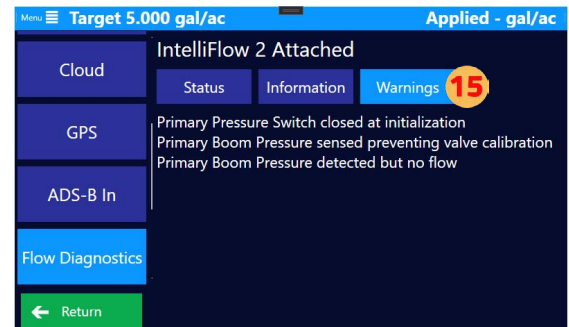 Menu Target 5.000 gal/ac Applied - gal/ac
IntelliFlow 2 Attached
Cloud
Status Information Warnings 15
GPS
Primary Pressure Switch closed at initialization
Primary Boom Pressure sensed preventing valve calibration
Primary Boom Pressure detected but no flow
ADS-B In
Flow Diagnostics
Return